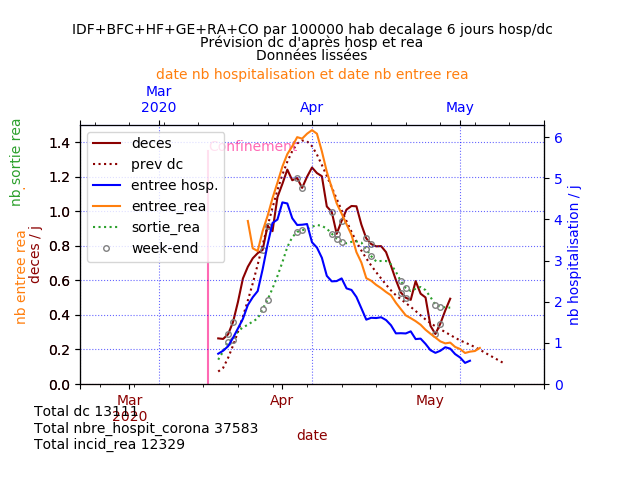 IDF+BFC+HF+GE+RA+CO par 100000 hab decalage 6 jours hosp/dc
Prévision dc d'après hosp et rea
Données lissées
date nb hospitalisation et date nb entree rea
Mar
2020
Apr
May
Confinement
deces
prev dc
entree hosp.
entree_rea
sortie_rea
week-end
1.4
1.2
1.0
0.8
0.6
0.4
0.2
0.0
6
5
4
3
2
1
0
nb sortie rea
nb entree rea
deces / j
nb hospitalisation / j
Mar
2020
Apr
May
date
Total dc 13111
Total nbre_hospit_corona 37583
Total incid_rea 12329